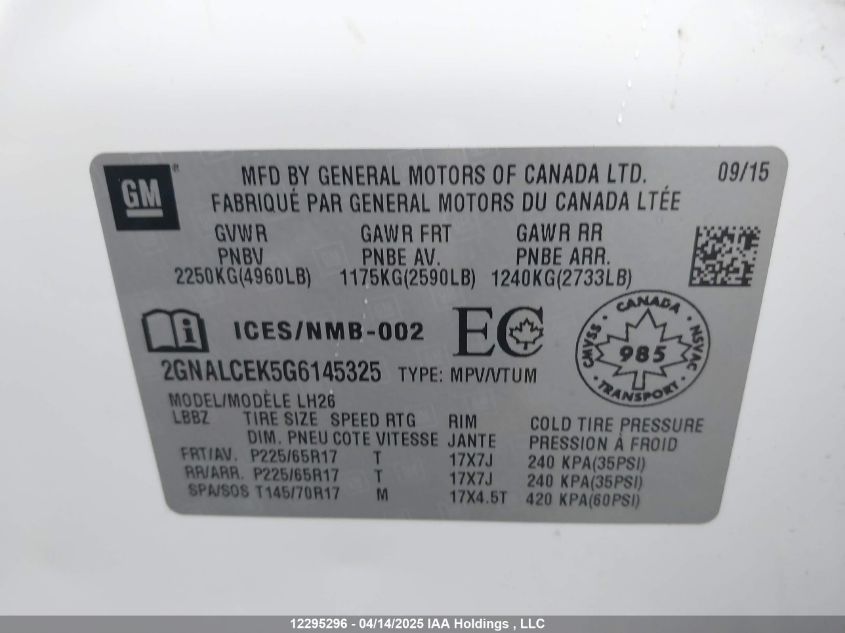 GM
MFD BY GENERAL MOTORS OF CANADA LTD. 09/15
FABRIQUÉ PAR GENERAL MOTORS DU CANADA LTÉE
GVWR GAWR FRT GAWR RR
PNBV PNBE AV. PNBE ARR.
2250KG(4960LB) 1175KG(2590LB) 1240KG(2733LB)
ICES/NMB-002 EC
CANADA
CMVSS 985 NSVAC
TRANSPORT
2GNALCEK5G6145325 TYPE: MPV/VTUM
MODEL/MODÈLE LH26
LBBZ TIRE SIZE SPEED RTG RIM COLD TIRE PRESSURE
DIM. PNEU COTE VITESSE JANTE PRESSION À FROID
FRT/AV. P225/65R17 T 17X7J 240 KPA(35PSI)
RR/ARR. P225/65R17 T 17X7J 240 KPA(35PSI)
SPA/SOS T145/70R17 M 17X4.5T 420 KPA(60PSI)
12295296 - 04/14/2025 IAA Holdings , LLC